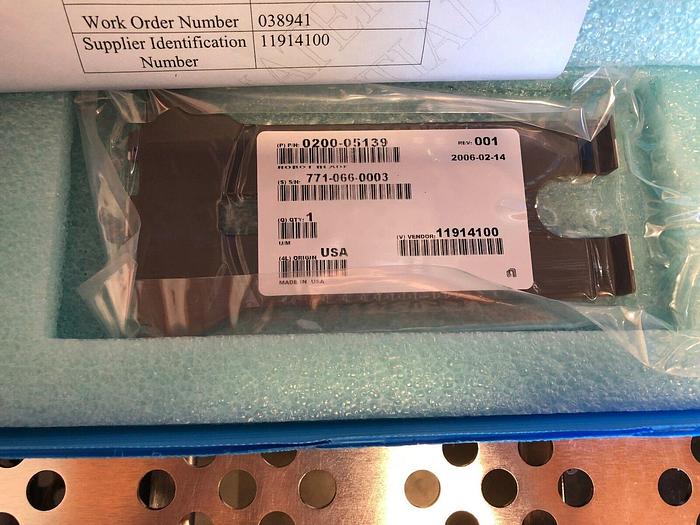 Work Order Number 038941
Supplier Identification Number 11914100
(P) P/N: 0200-05139 REV: 001
2006-02-14
ROBOT BLADE
(S) S/N: 771-066-0003
(Q) QTY: 1
U/M
(V) VENDOR: 11914100
(4L) ORIGIN USA
MADE IN USA